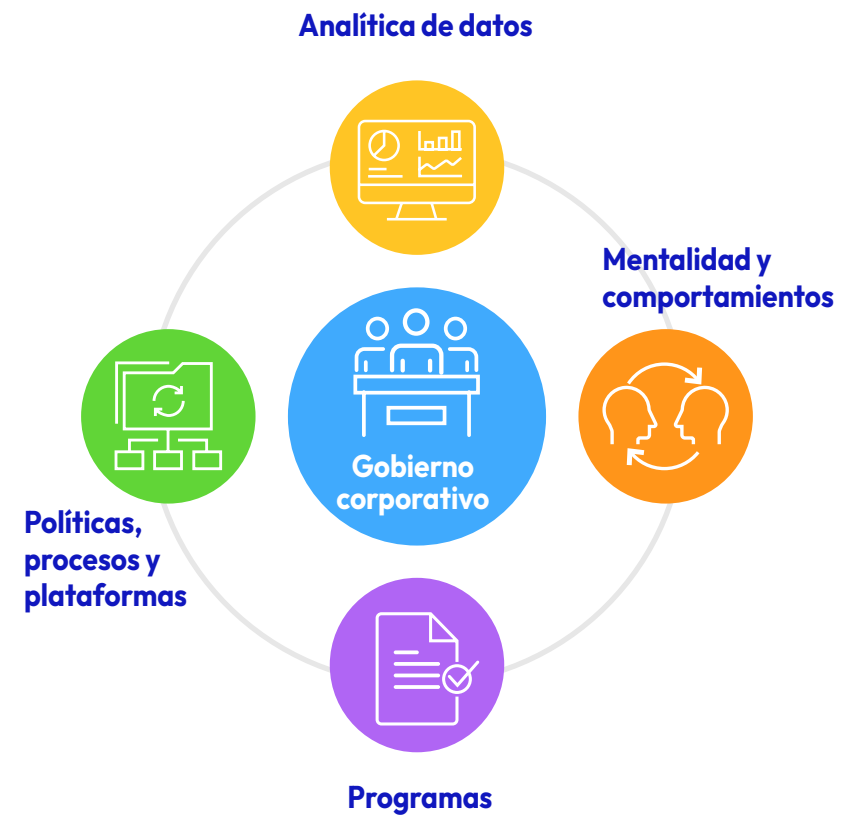 Analítica de datos
Mentalidad y
comportamientos
Gobierno
corporativo
Políticas,
procesos y
plataformas
Programas